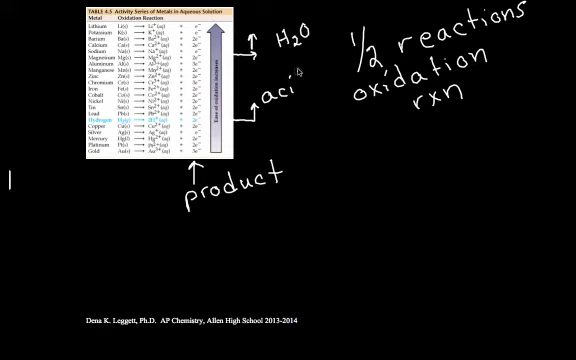 TABLE 4.5 Activity Series of Metals in Aqueous Solution
Metal Oxidation Reaction
Lithium Li(s) → Li⁺(aq) + e⁻
Potassium K(s) → K⁺(aq) + e⁻
Barium Ba(s) → Ba²⁺(aq) + 2e⁻
Calcium Ca(s) → Ca²⁺(aq) + 2e⁻
Sodium Na(s) → Na⁺(aq) + e⁻
Magnesium Mg(s) → Mg²⁺(aq) + 2e⁻
Aluminum Al(s) → Al³⁺(aq) + 3e⁻
Manganese Mn(s) → Mn²⁺(aq) + 2e⁻
Zinc Zn(s) → Zn²⁺(aq) + 2e⁻
Chromium Cr(s) → Cr³⁺(aq) + 3e⁻
Iron Fe(s) → Fe²⁺(aq) + 2e⁻
Cobalt Co(s) → Co²⁺(aq) + 2e⁻
Nickel Ni(s) → Ni²⁺(aq) + 2e⁻
Tin Sn(s) → Sn²⁺(aq) + 2e⁻
Lead Pb(s) → Pb²⁺(aq) + 2e⁻
Hydrogen H₂(g) → 2H⁺(aq) + 2e⁻
Copper Cu(s) → Cu²⁺(aq) + 2e⁻
Silver Ag(s) → Ag⁺(aq) + e⁻
Mercury Hg(l) → Hg²⁺(aq) + 2e⁻
Platinum Pt(s) → Pt²⁺(aq) + 2e⁻
Gold Au(s) → Au³⁺(aq) + 3e⁻
Ease of oxidation increases
H₂O
aci
1/2 reactions
oxidation
rxn
product
Dena K. Leggett, Ph.D. AP Chemistry, Allen High School 2013-2014